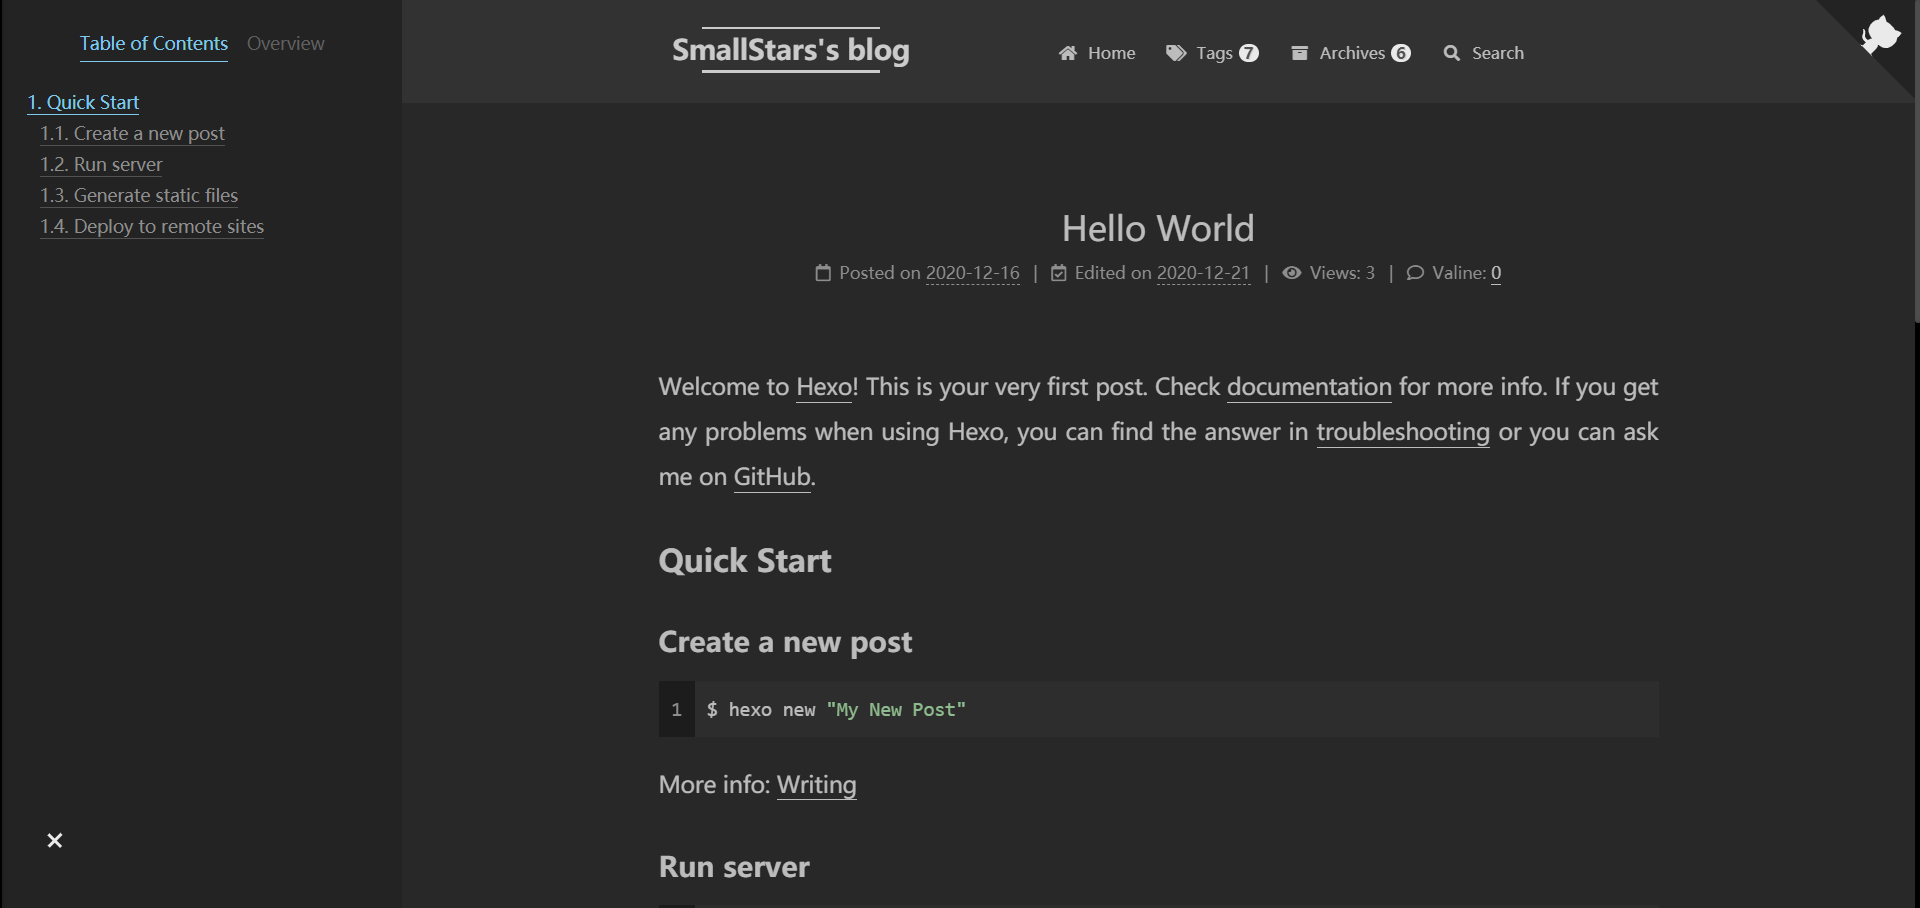 Table of Contents Overview
1. Quick Start
1.1. Create a new post
1.2. Run server
1.3. Generate static files
1.4. Deploy to remote sites
SmallStars's blog
Home Tags 7 Archives 6 Search
Hello World
Posted on 2020-12-16 | Edited on 2020-12-21 | Views: 3 | Valine: 0
Welcome to Hexo! This is your very first post. Check documentation for more info. If you get
any problems when using Hexo, you can find the answer in troubleshooting or you can ask
me on GitHub.
Quick Start
Create a new post
1 $ hexo new "My New Post"
More info: Writing
Run server